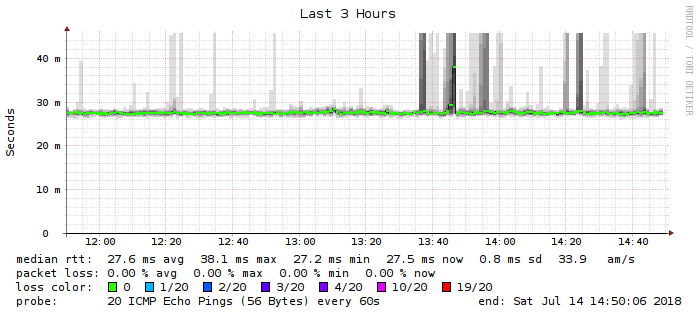 Last 3 Hours
RRDTOOL / TOBI OETIKER
Seconds
40 m
30 m
20 m
10 m
0
12:00 12:20 12:40 13:00 13:20 13:40 14:00 14:20 14:40
median rtt: 27.6 ms avg 38.1 ms max 27.2 ms min 27.5 ms now 0.8 ms sd 33.9 am/s
packet loss: 0.00 % avg 0.00 % max 0.00 % min 0.00 % now
loss color: 0 1/20 2/20 3/20 4/20 10/20 19/20
probe: 20 ICMP Echo Pings (56 Bytes) every 60s end: Sat Jul 14 14:50:06 2018